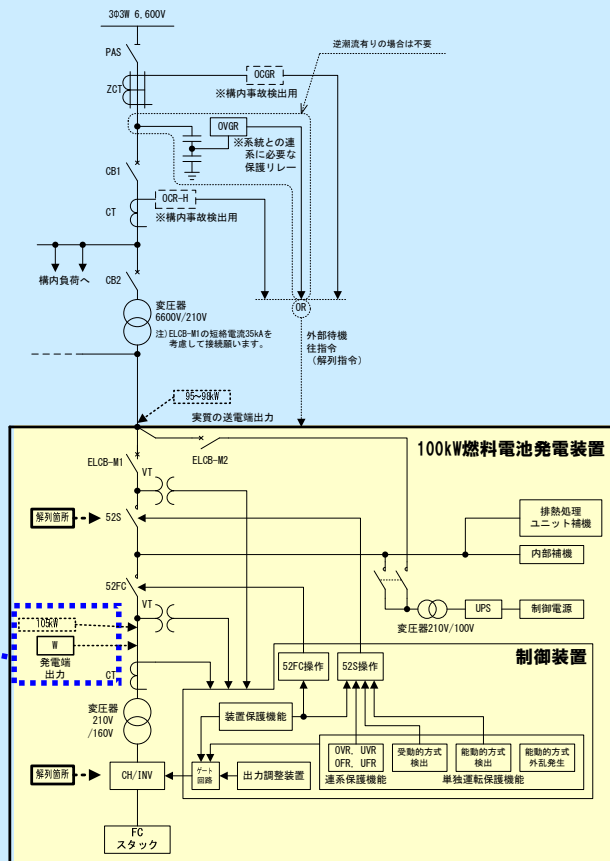 3Φ3W 6,600V
PAS
逆潮流有りの場合は不要
OCGR
ZCT
※構内事故検出用
OVGR
※系統との連
系に必要な
保護リレー
CB1
OCR-H
CT
※構内事故検出用
構内負荷へ
CB2
変圧器
6600V/210V
OR
注)ELCB-M1の短絡電流35kAを
考慮して接続願います。
外部待機
往指令
(解列指令)
95~98kW
実質の送電端出力
100kW燃料電池発電装置
ELCB-M1
VT
ELCB-M2
解列箇所
52S
排熱処理
ユニット補機
内部補機
52FC
VT
105kW
W
発電端
出力
変圧器210V/100V
UPS
制御電源
CT
制御装置
52FC操作
52S操作
変圧器
210V
/160V
装置保護機能
解列箇所
CH/INV
ゲート
回路
出力調整装置
OVR, UVR
OFR, UFR
受動的方式
検出
能動的方式
検出
能動的方式
外乱発生
連系保護機能
単独運転保護機能
FC
スタック